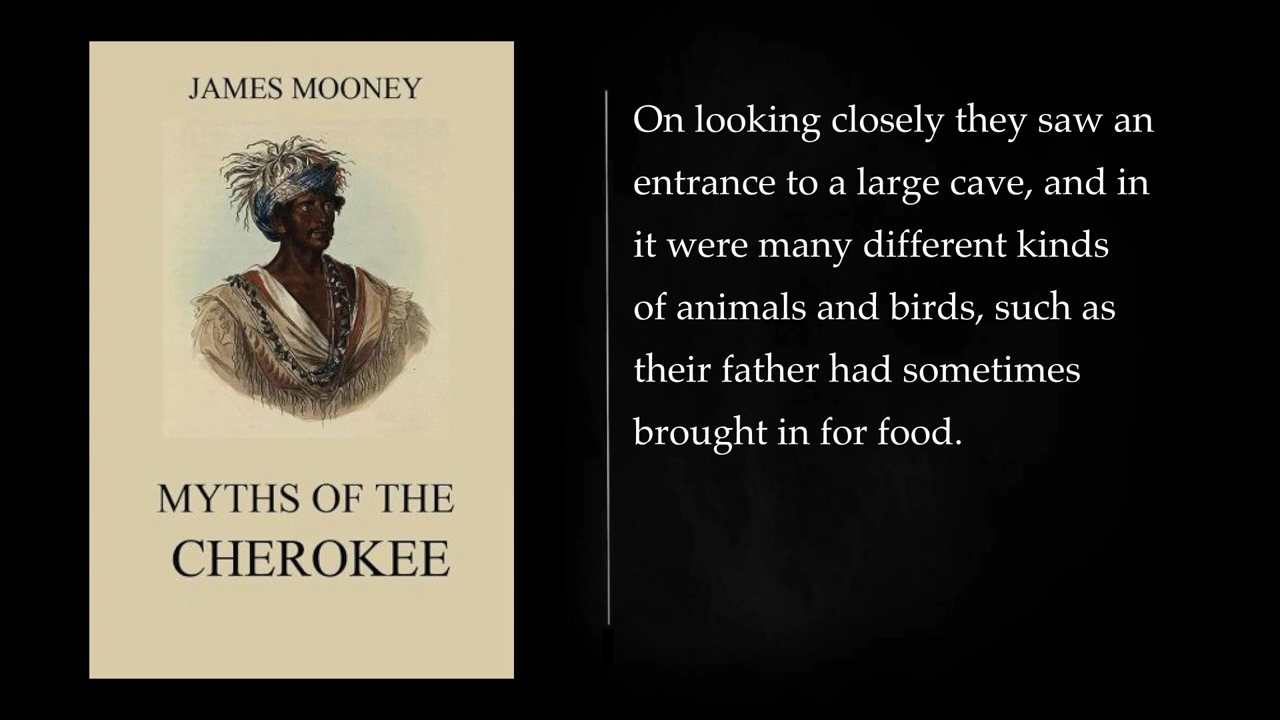 JAMES MOONEY
MYTHS OF THE
CHEROKEE
On looking closely they saw an
entrance to a large cave, and in
it were many different kinds
of animals and birds, such as
their father had sometimes
brought in for food.